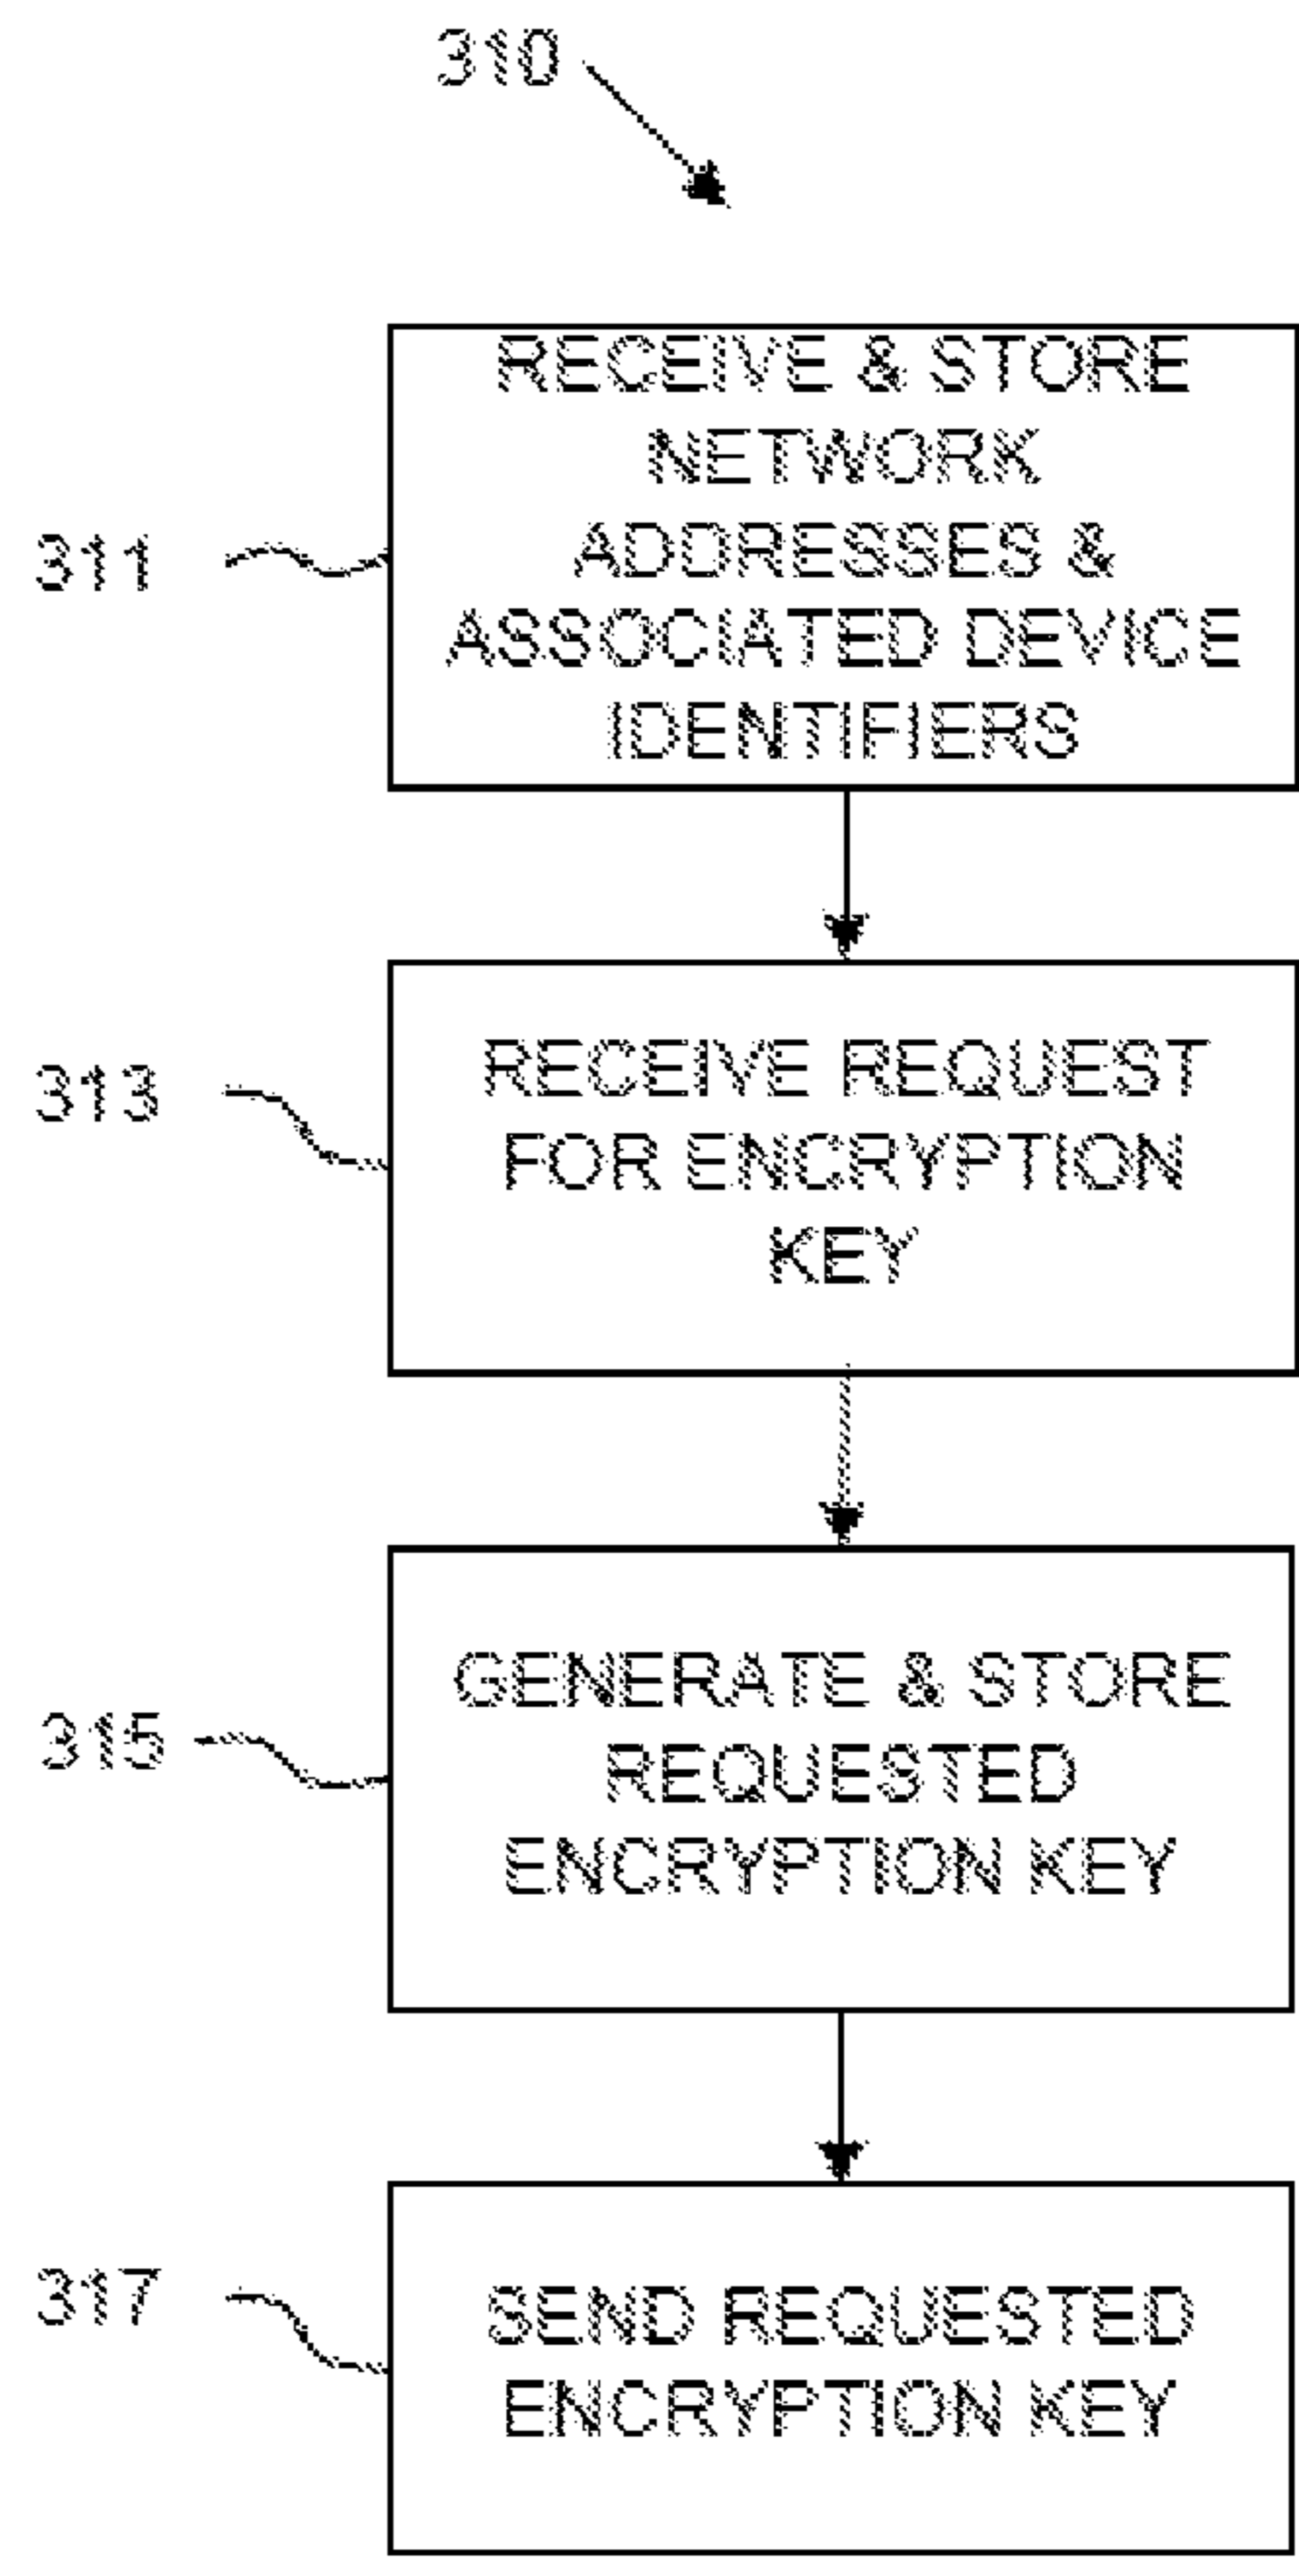 310
RECEIVE & STORE
NETWORK
ADDRESSES &
ASSOCIATED DEVICE
IDENTIFIERS
311
RECEIVE REQUEST
FOR ENCRYPTION
KEY
313
GENERATE & STORE
REQUESTED
ENCRYPTION KEY
315
SEND REQUESTED
ENCRYPTION KEY
317